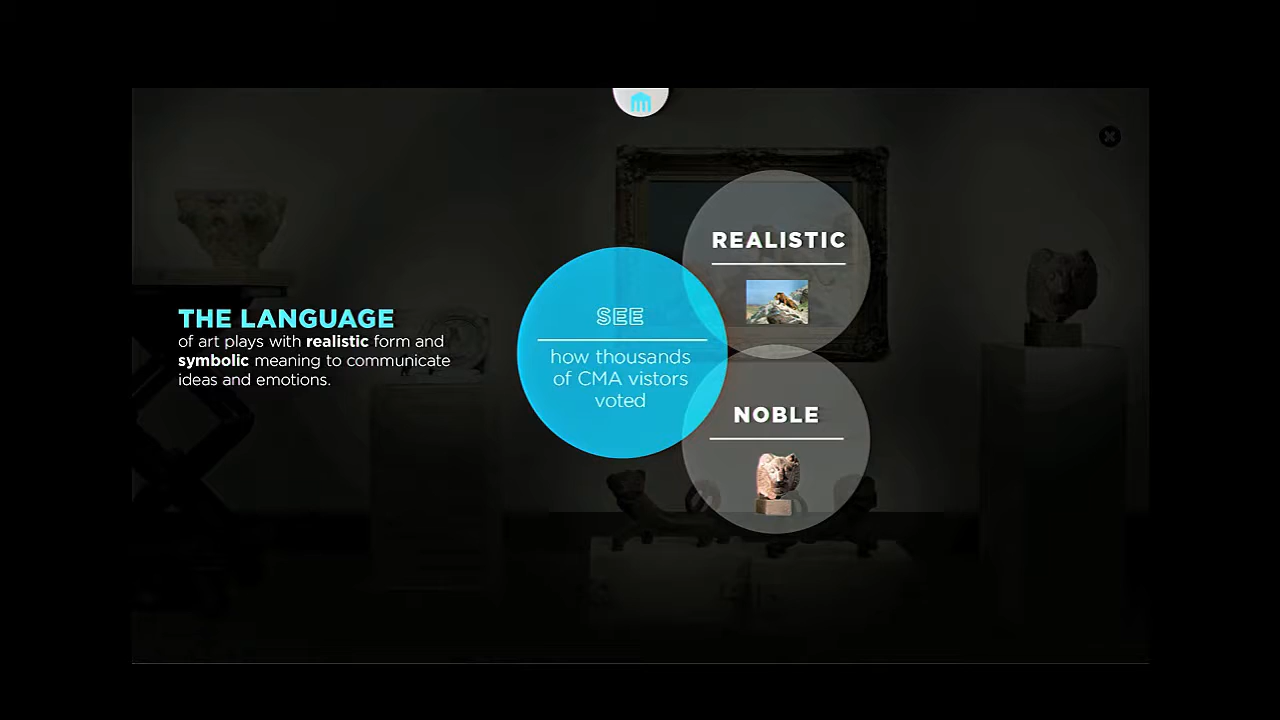 THE LANGUAGE
of art plays with realistic form and
symbolic meaning to communicate
ideas and emotions.
SEE
how thousands
of CMA vistors
voted
REALISTIC
NOBLE